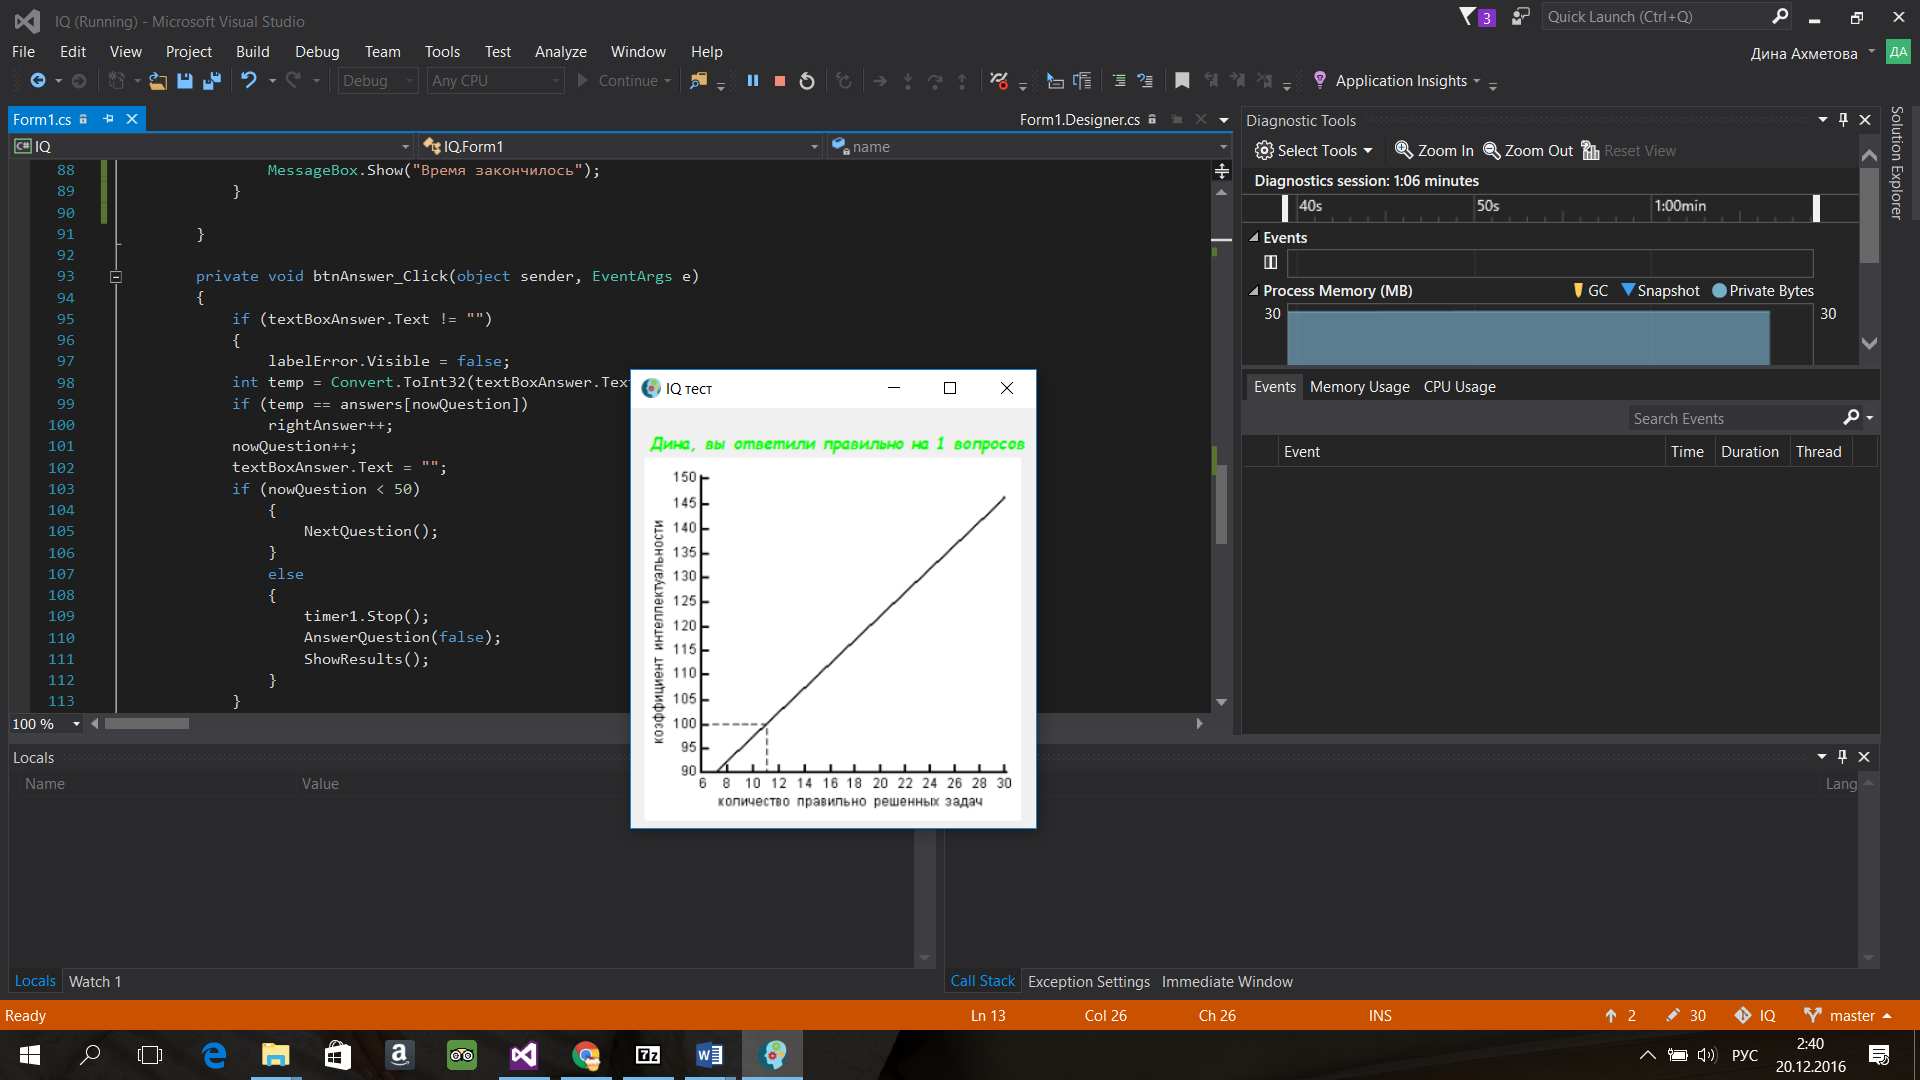 IQ (Running) - Microsoft Visual Studio
3
Quick Launch (Ctrl+Q)
File Edit View Project Build Debug Team Tools Test Analyze Window Help
Дина Ахметова
ДА
Debug Any CPU Continue Application Insights
Form1.cs
Form1.Designer.cs
C# IQ
IQ.Form1
name
88 MessageBox.Show("Время закончилось");
89 }
90
91 }
92
93 private void btnAnswer_Click(object sender, EventArgs e)
94 {
95 if (textBoxAnswer.Text != "")
96 {
97 labelError.Visible = false;
98 int temp = Convert.ToInt32(textBoxAnswer.Tex
99 if (temp == answers[nowQuestion])
100 rightAnswer++;
101 nowQuestion++;
102 textBoxAnswer.Text = "";
103 if (nowQuestion < 50)
104 {
105 NextQuestion();
106 }
107 else
108 {
109 timer1.Stop();
110 AnswerQuestion(false);
111 ShowResults();
112 }
113 }
100 %
IQ тест
Дина, вы ответили правильно на 1 вопросов
150
145
140
135
130
125
120
115
110
105
100
95
90
коэффициент интеллектуальности
6 8 10 12 14 16 18 20 22 24 26 28 30
количество правильно решенных задач
Diagnostic Tools
Select Tools Zoom In Zoom Out Reset View
Diagnostics session: 1:06 minutes
40s 50s 1:00min
Events
Process Memory (MB) GC Snapshot Private Bytes
30 30
Events Memory Usage CPU Usage
Search Events
Event Time Duration Thread
Solution Explorer
Locals
Name Value
Lang
Locals Watch 1
Call Stack Exception Settings Immediate Window
Ready Ln 13 Col 26 Ch 26 INS 2 30 IQ master
a
7z
РУС
2:40
20.12.2016